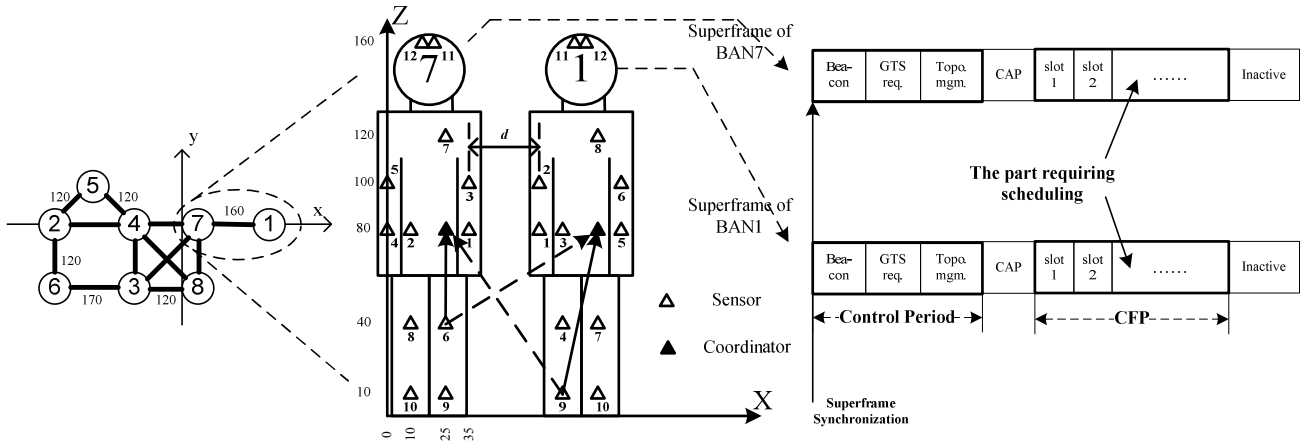 y
x
5
120
120
2
4
7
160
1
120
6
170
3
120
8
Z
X
160
120
100
80
40
10
0
10
25
35
12
11
7
7
5
3
4
2
1
8
6
10
9
d
11
12
1
8
2
6
1
3
5
4
7
9
10
Sensor
Coordinator
Superframe of
BAN7
Superframe of
BAN1
Bea-
con
GTS
req.
Topo.
mgm.
CAP
slot
1
slot
2
......
Inactive
The part requiring
scheduling
Bea-
con
GTS
req.
Topo.
mgm.
CAP
slot
1
slot
2
......
Inactive
Control Period
CFP
Superframe
Synchronization